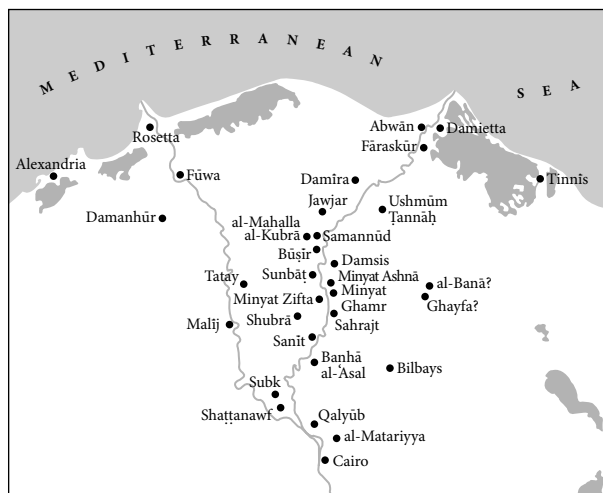 MEDITERRANEAN
SEA
Rosetta
Abwān
Damietta
Fāraskūr
Alexandria
Fūwa
Damīra
Tinnīs
Damanhūr
Jawjar
Ushmūm
Ṭannāḥ
al-Mahalla
al-Kubrā
Samannūd
Būṣīr
Damsis
Sunbāṭ
Minyat Ashnā
Tatay
al-Banā?
Minyat Zifta
Minyat
Ghamr
Ghayfa?
Malīj
Shubrā
Sahrajt
Sanīt
Banhā
al-ʿAsal
Bilbays
Subk
Shaṭṭanawf
Qalyūb
al-Matariyya
Cairo